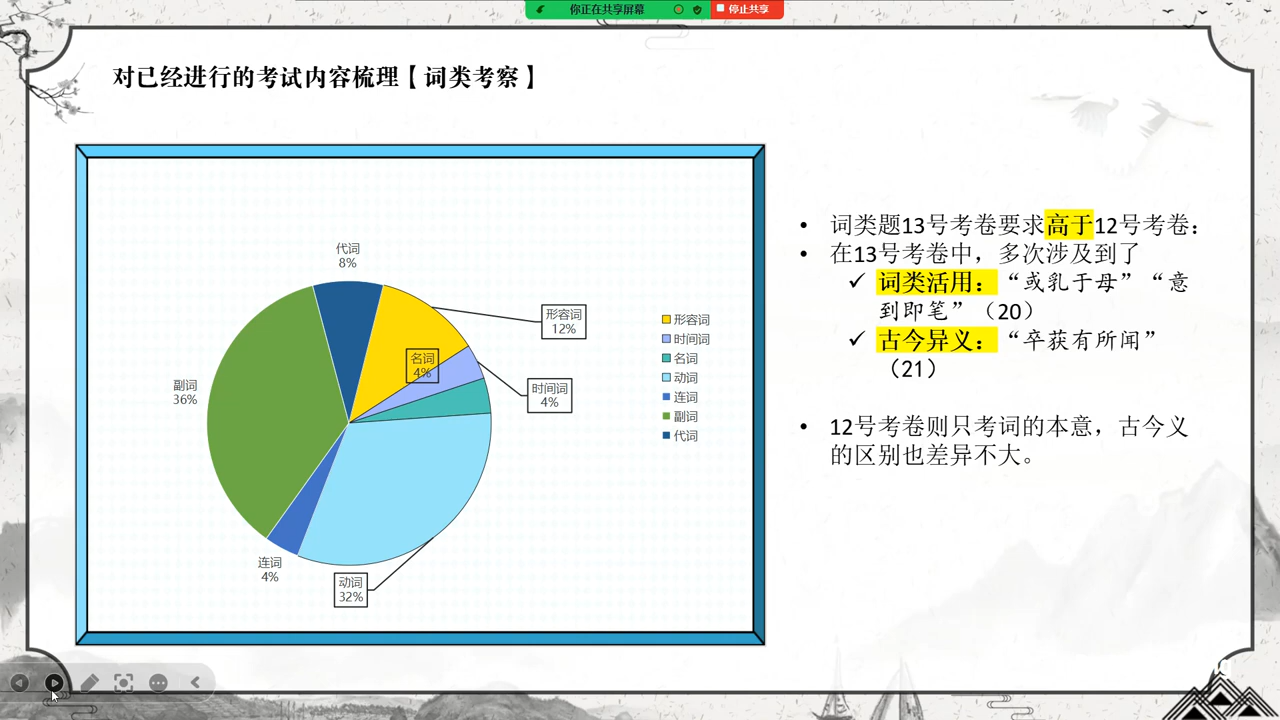 你正在共享屏幕
停止共享
对已经进行的考试内容梳理【词类考察】
代词
8%
形容词
12%
名词
4%
时间词
4%
副词
36%
连词
4%
动词
32%
形容词
时间词
名词
动词
连词
副词
代词
• 词类题13号考卷要求高于12号考卷：
• 在13号考卷中，多次涉及到了
✓ 词类活用：“或乳于母”“意
到即笔”（20）
✓ 古今异义：“卒获有所闻”
（21）
• 12号考卷则只考词的本意，古今义
的区别也差异不大。